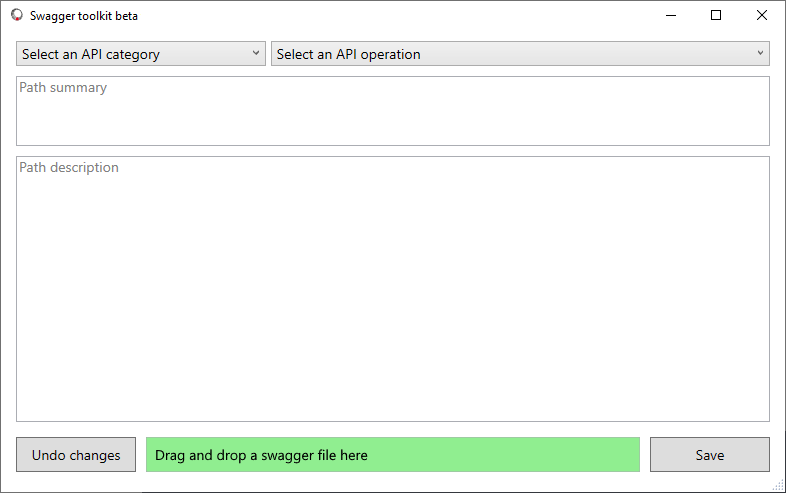 Swagger toolkit beta
Select an API category
Select an API operation
Path summary
Path description
Undo changes
Drag and drop a swagger file here
Save